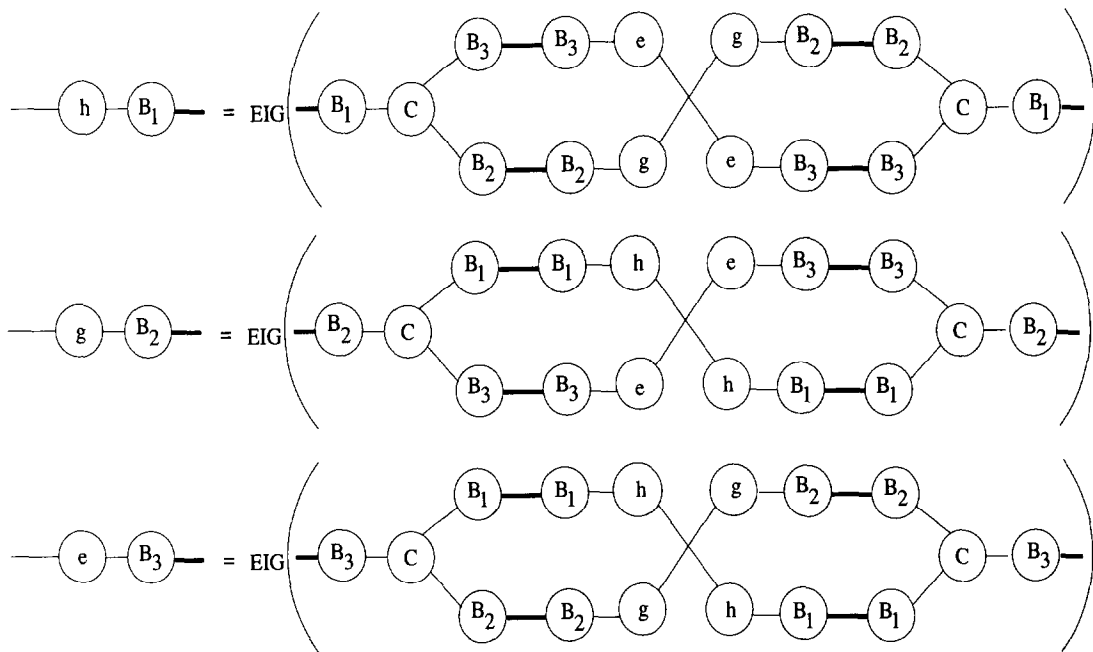 B₃ B₃ e g B₂ B₂
h B₁ = EIG B₁ C C B₁
B₂ B₂ g e B₃ B₃
B₁ B₁ h e B₃ B₃
g B₂ = EIG B₂ C C B₂
B₃ B₃ e h B₁ B₁
B₁ B₁ h g B₂ B₂
e B₃ = EIG B₃ C C B₃
B₂ B₂ g h B₁ B₁